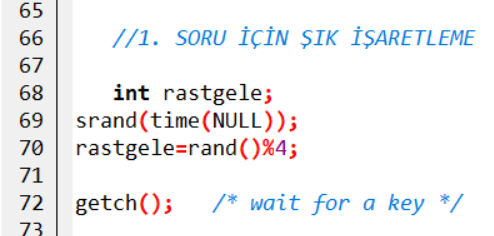 65
66 //1. SORU İÇİN ŞIK İŞARETLEME
67
68 int rastgele;
69 srand(time(NULL));
70 rastgele=rand()%4;
71
72 getch(); /* wait for a key */
73